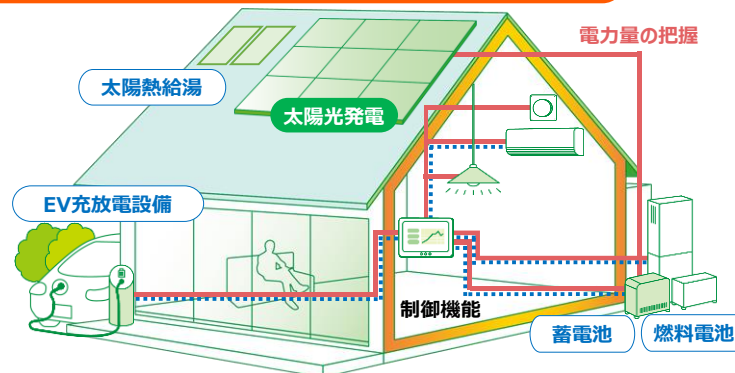 電力量の把握
太陽熱給湯
太陽光発電
EV充放電設備
制御機能
蓄電池
燃料電池